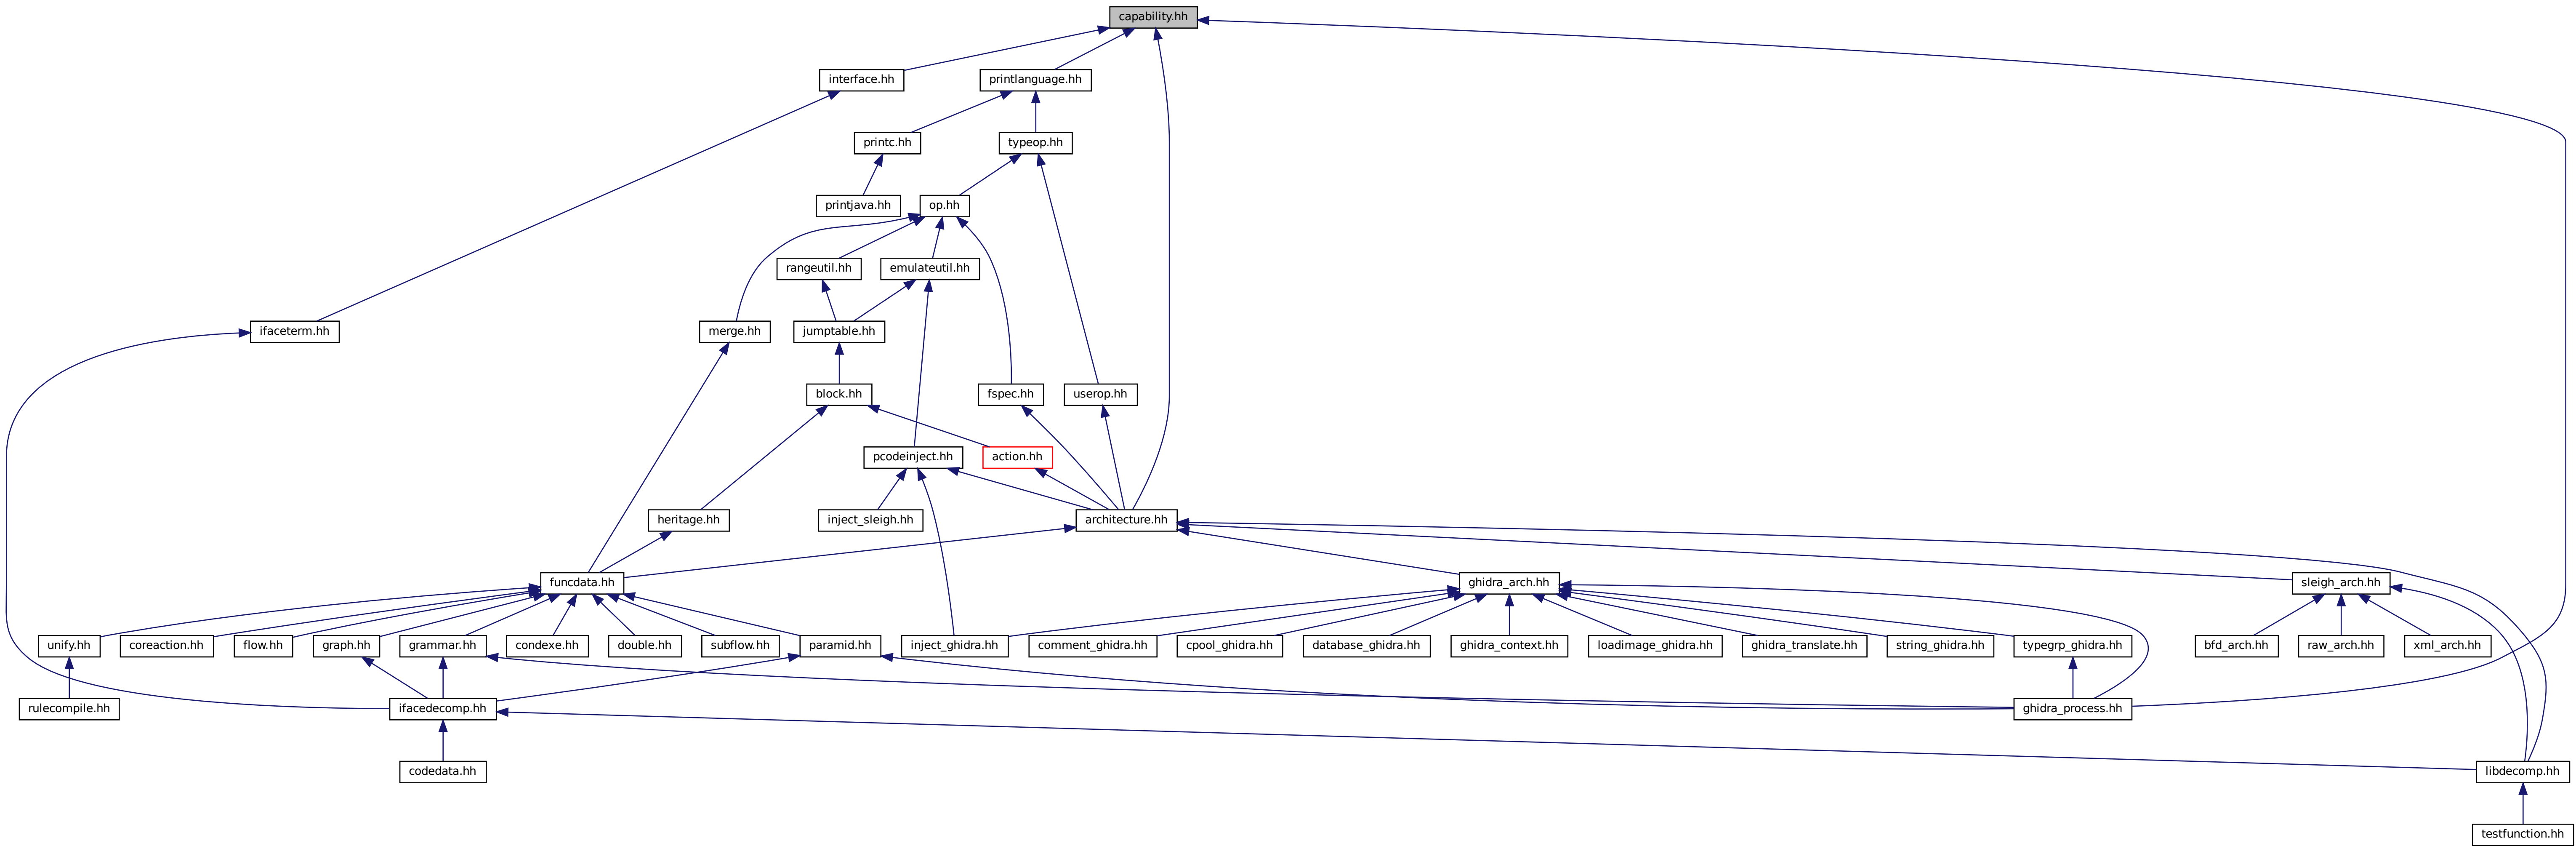 capability.hh
interface.hh
printlanguage.hh
printc.hh
typeop.hh
printjava.hh
op.hh
rangeutil.hh
emulateutil.hh
ifaceterm.hh
merge.hh
jumptable.hh
block.hh
fspec.hh
userop.hh
pcodeinject.hh
action.hh
heritage.hh
inject_sleigh.hh
architecture.hh
funcdata.hh
ghidra_arch.hh
sleigh_arch.hh
unify.hh
coreaction.hh
flow.hh
graph.hh
grammar.hh
condexe.hh
double.hh
subflow.hh
paramid.hh
inject_ghidra.hh
comment_ghidra.hh
cpool_ghidra.hh
database_ghidra.hh
ghidra_context.hh
loadimage_ghidra.hh
ghidra_translate.hh
string_ghidra.hh
typegrp_ghidra.hh
bfd_arch.hh
raw_arch.hh
xml_arch.hh
rulecompile.hh
ifacedecomp.hh
ghidra_process.hh
codedata.hh
libdecomp.hh
testfunction.hh